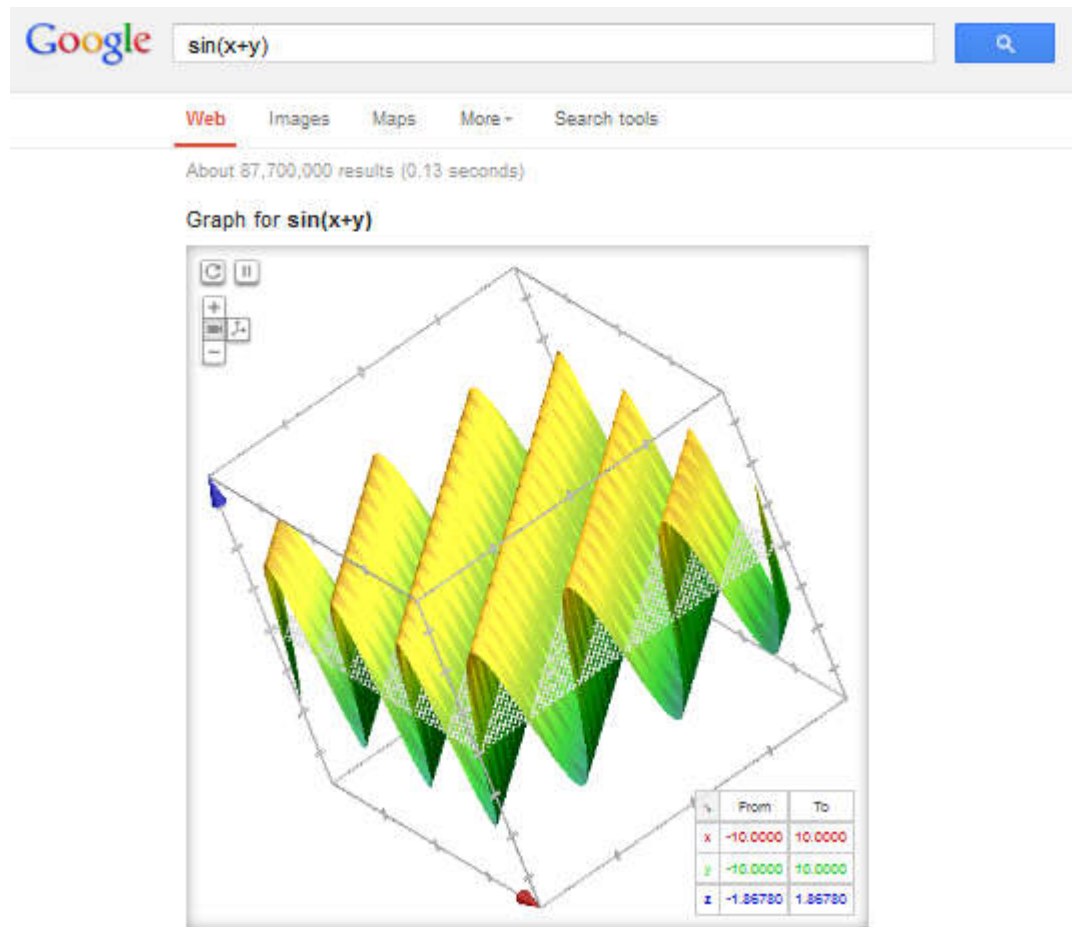 Google sin(x+y)
Web Images Maps More Search tools
About 87,700,000 results (0.13 seconds)
Graph for sin(x+y)
From To
x -10.0000 10.0000
y -10.0000 10.0000
z -1.86780 1.86780